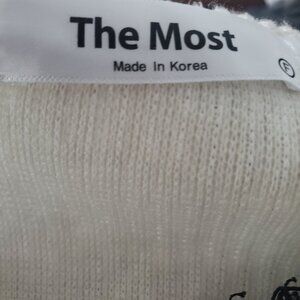 The Most
Made In Korea
F